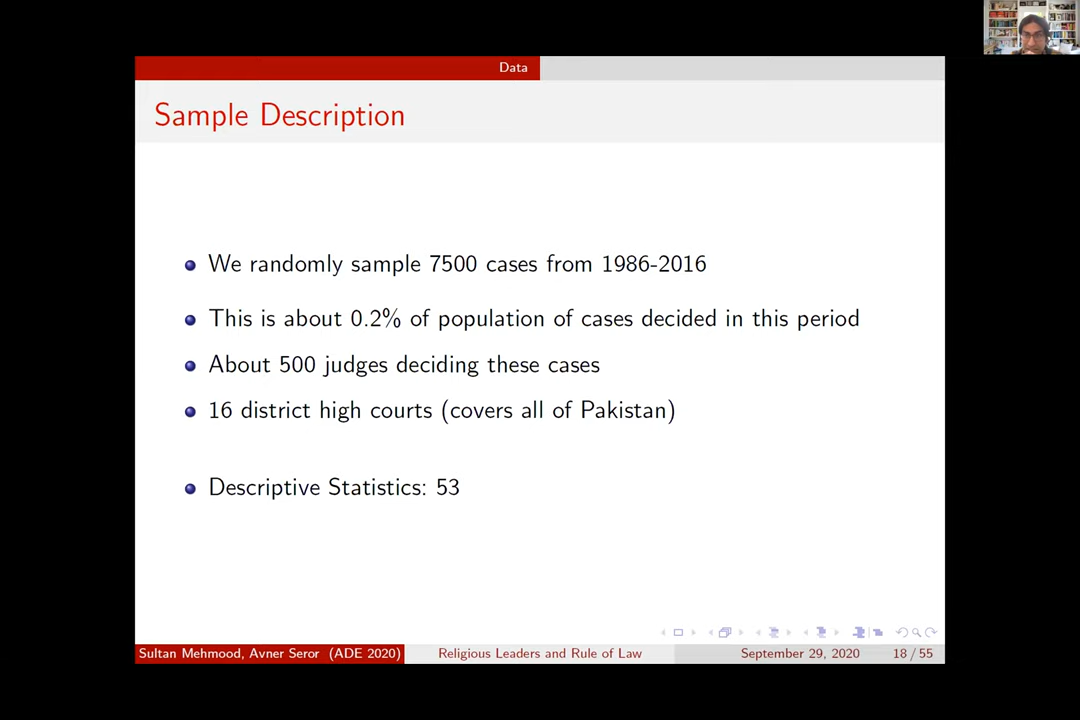 Data
Sample Description
We randomly sample 7500 cases from 1986-2016
This is about 0.2% of population of cases decided in this period
About 500 judges deciding these cases
16 district high courts (covers all of Pakistan)
Descriptive Statistics: 53
Sultan Mehmood, Avner Seror (ADE 2020) Religious Leaders and Rule of Law September 29, 2020 18 / 55